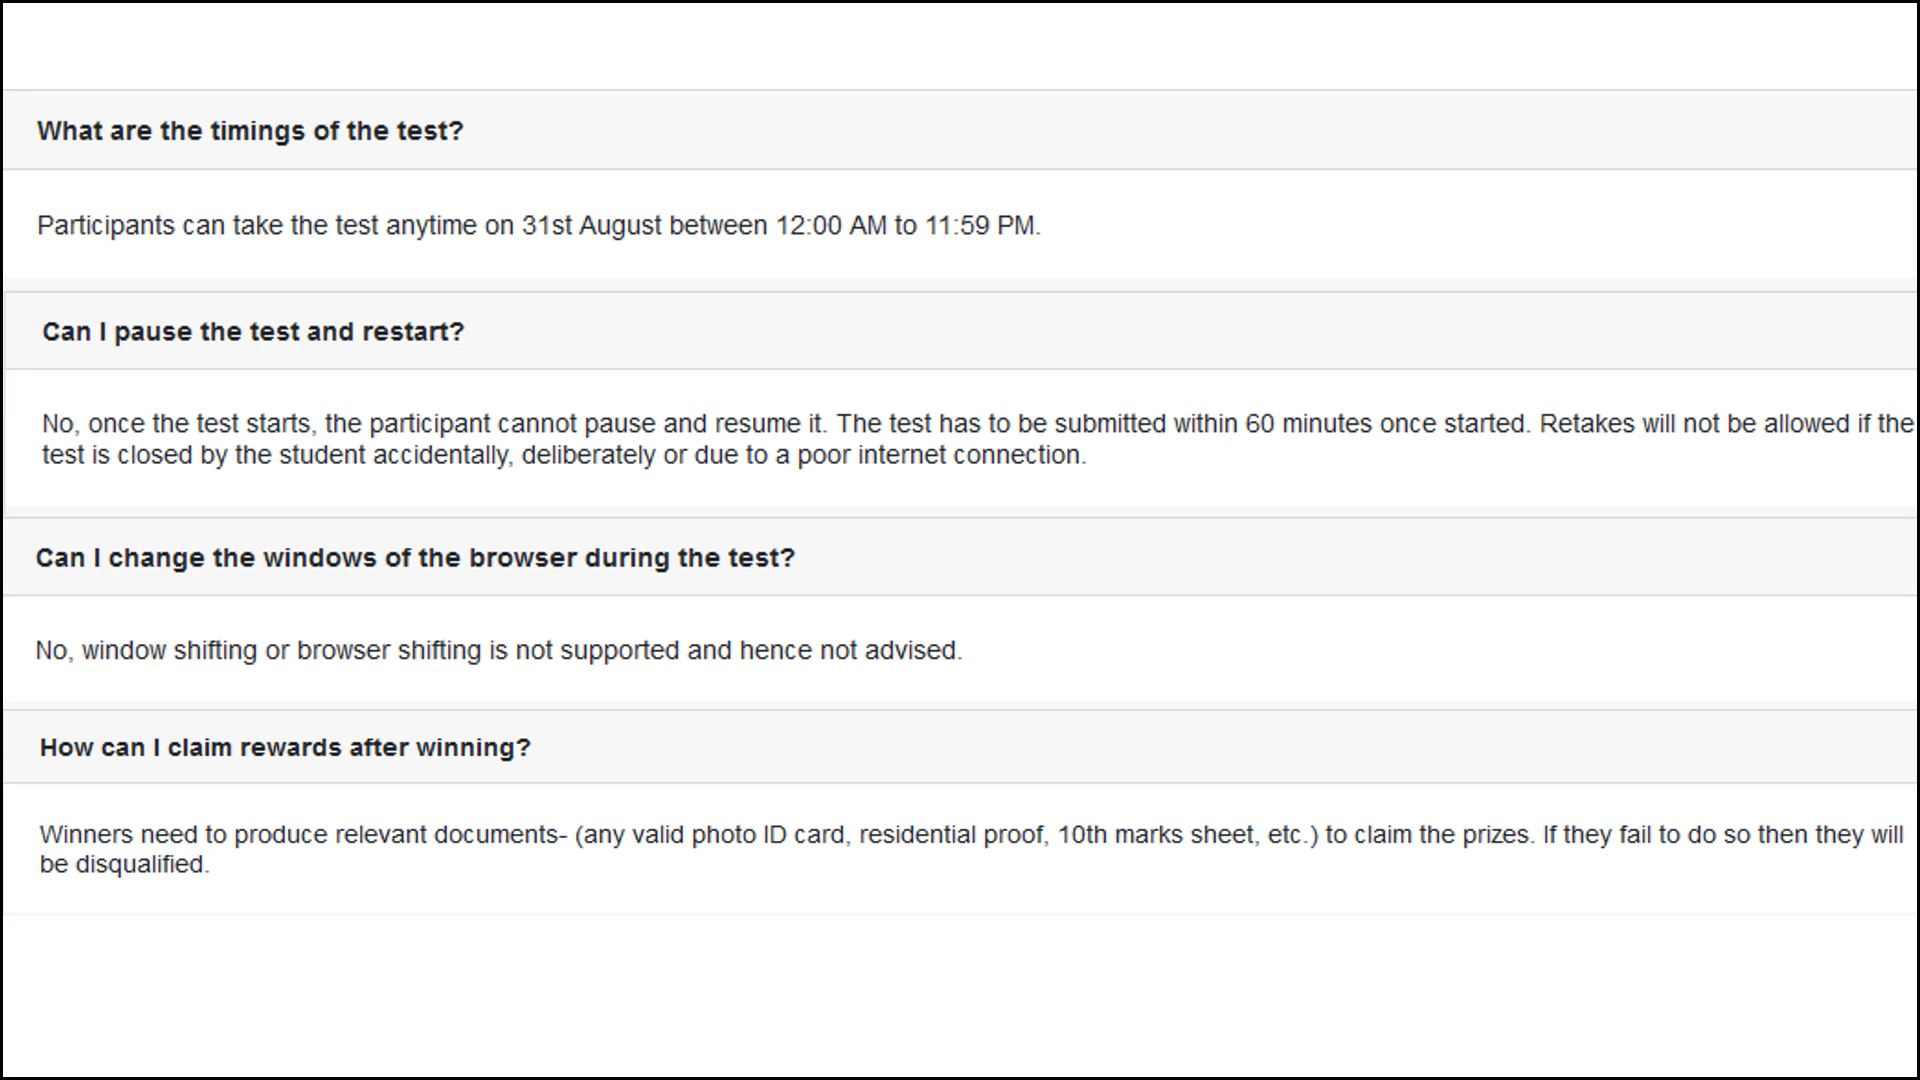 What are the timings of the test?
Participants can take the test anytime on 31st August between 12:00 AM to 11:59 PM.
Can I pause the test and restart?
No, once the test starts, the participant cannot pause and resume it. The test has to be submitted within 60 minutes once started. Retakes will not be allowed if the
test is closed by the student accidentally, deliberately or due to a poor internet connection.
Can I change the windows of the browser during the test?
No, window shifting or browser shifting is not supported and hence not advised.
How can I claim rewards after winning?
Winners need to produce relevant documents- (any valid photo ID card, residential proof, 10th marks sheet, etc.) to claim the prizes. If they fail to do so then they will
be disqualified.